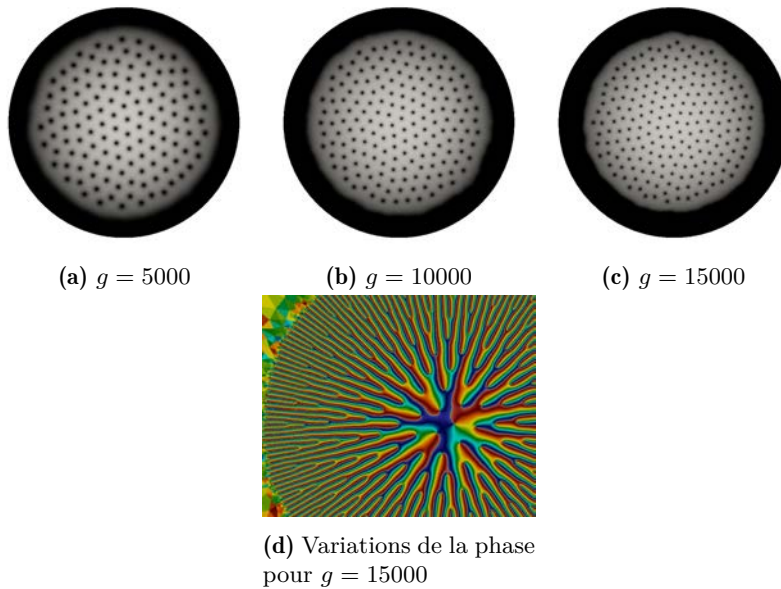 (a) g = 5000
(b) g = 10000
(c) g = 15000
(d) Variations de la phase
pour g = 15000